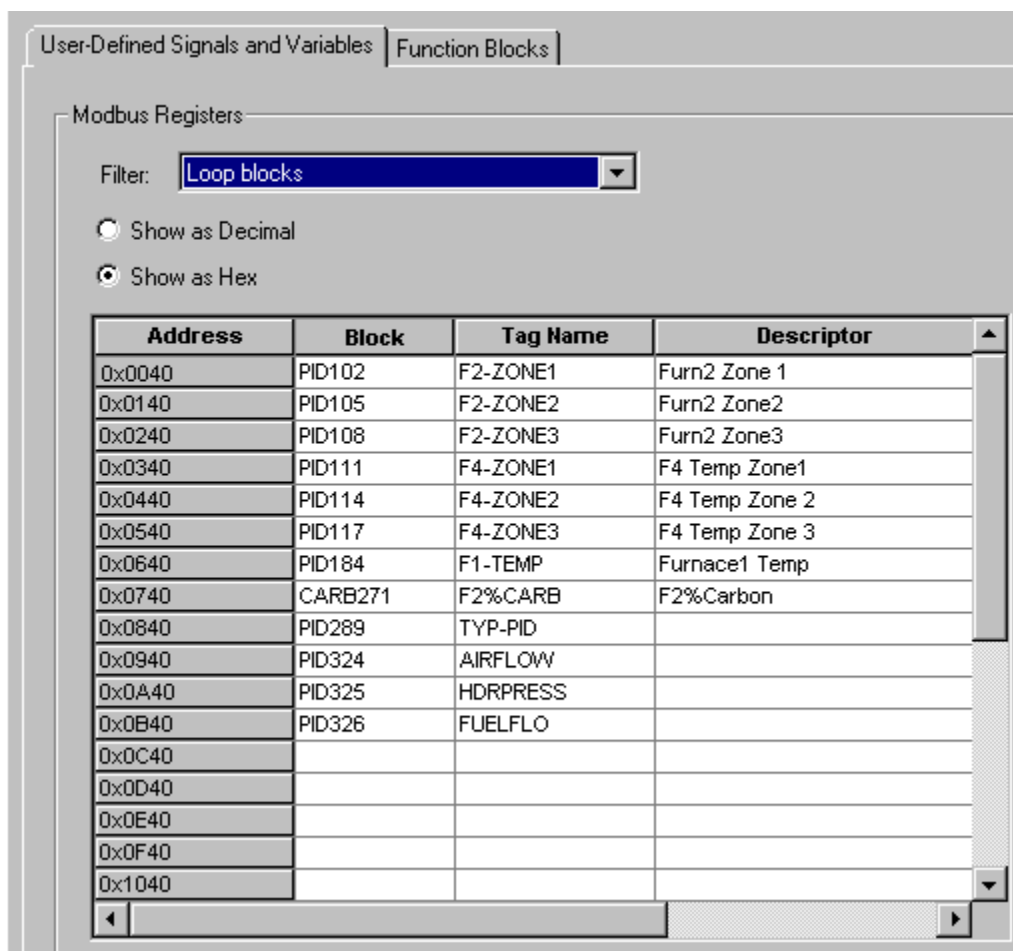 User-Defined Signals and Variables Function Blocks
Modbus Registers
Filter: Loop blocks
Show as Decimal
Show as Hex
Address Block Tag Name Descriptor
0x0040 PID102 F2-ZONE1 Furn2 Zone 1
0x0140 PID105 F2-ZONE2 Furn2 Zone2
0x0240 PID108 F2-ZONE3 Furn2 Zone3
0x0340 PID111 F4-ZONE1 F4 Temp Zone1
0x0440 PID114 F4-ZONE2 F4 Temp Zone 2
0x0540 PID117 F4-ZONE3 F4 Temp Zone 3
0x0640 PID184 F1-TEMP Furnace1 Temp
0x0740 CARB271 F2%CARB F2%Carbon
0x0840 PID289 TYP-PID
0x0940 PID324 AIRFLOW
0x0A40 PID325 HDRPRESS
0x0B40 PID326 FUELFLO
0x0C40
0x0D40
0x0E40
0x0F40
0x1040